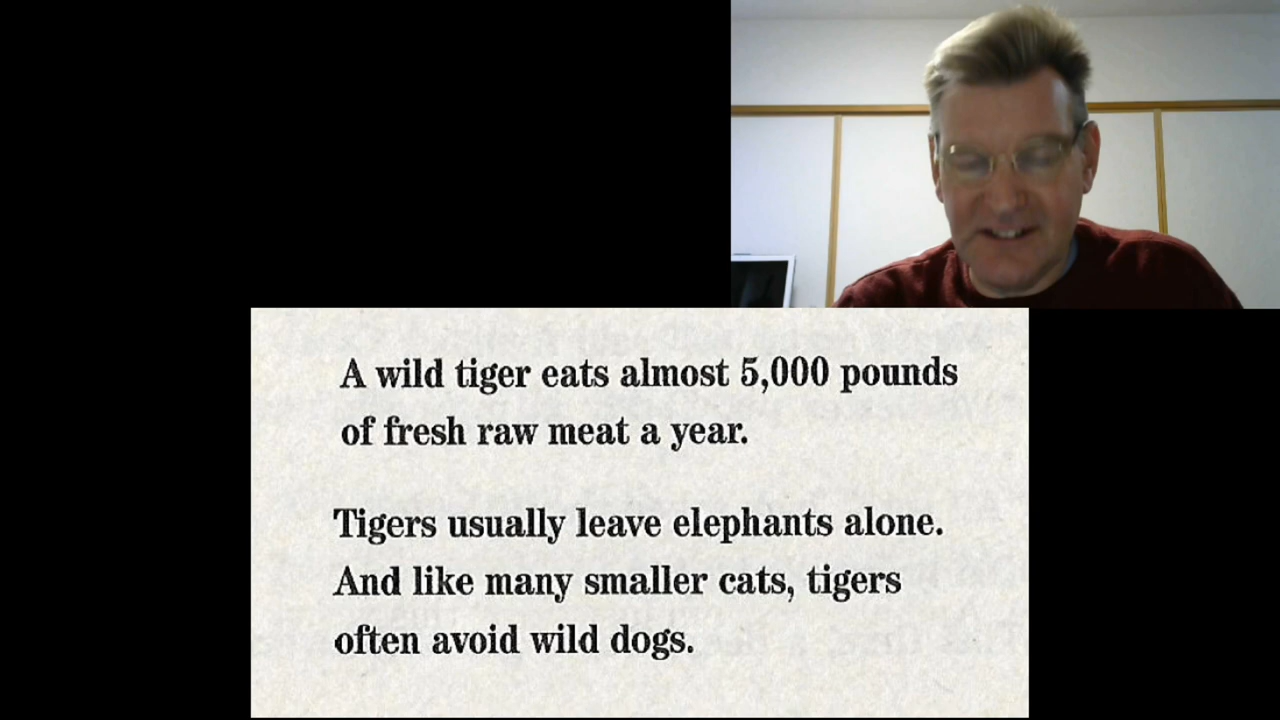 A wild tiger eats almost 5,000 pounds
of fresh raw meat a year.
Tigers usually leave elephants alone.
And like many smaller cats, tigers
often avoid wild dogs.